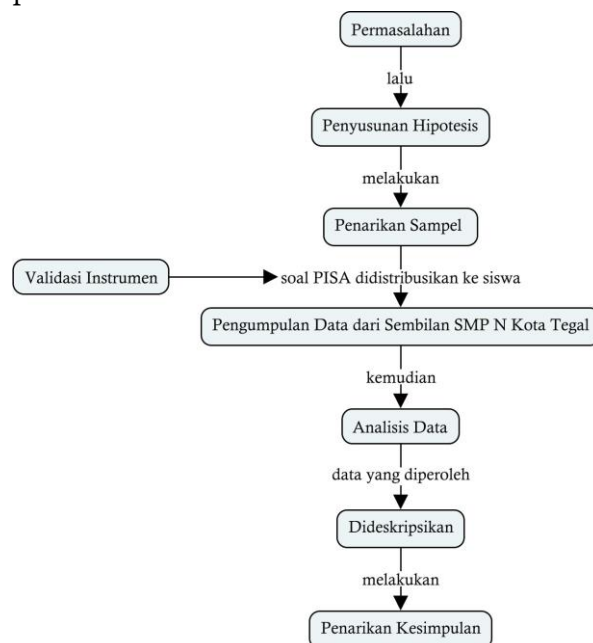 Permasalahan
lalu
Penyusunan Hipotesis
melakukan
Penarikan Sampel
Validasi Instrumen
soal PISA didistribusikan ke siswa
Pengumpulan Data dari Sembilan SMP N Kota Tegal
kemudian
Analisis Data
data yang diperoleh
Dideskripsikan
melakukan
Penarikan Kesimpulan